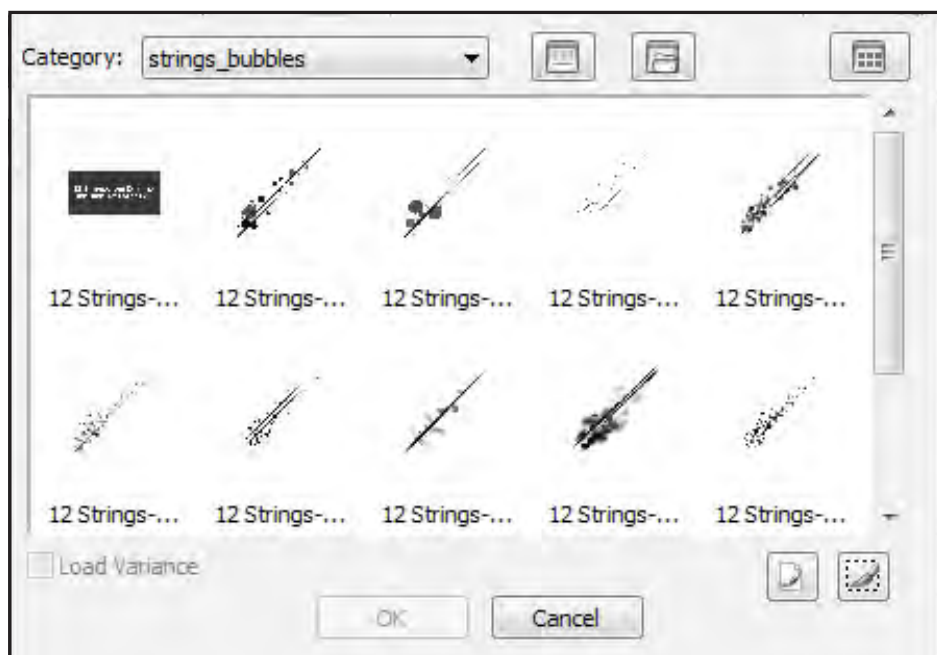 Category: strings_bubbles
12 Strings-... 12 Strings-... 12 Strings-... 12 Strings-... 12 Strings-...
12 Strings-... 12 Strings-... 12 Strings-... 12 Strings-... 12 Strings-...
Load Variance
OK Cancel